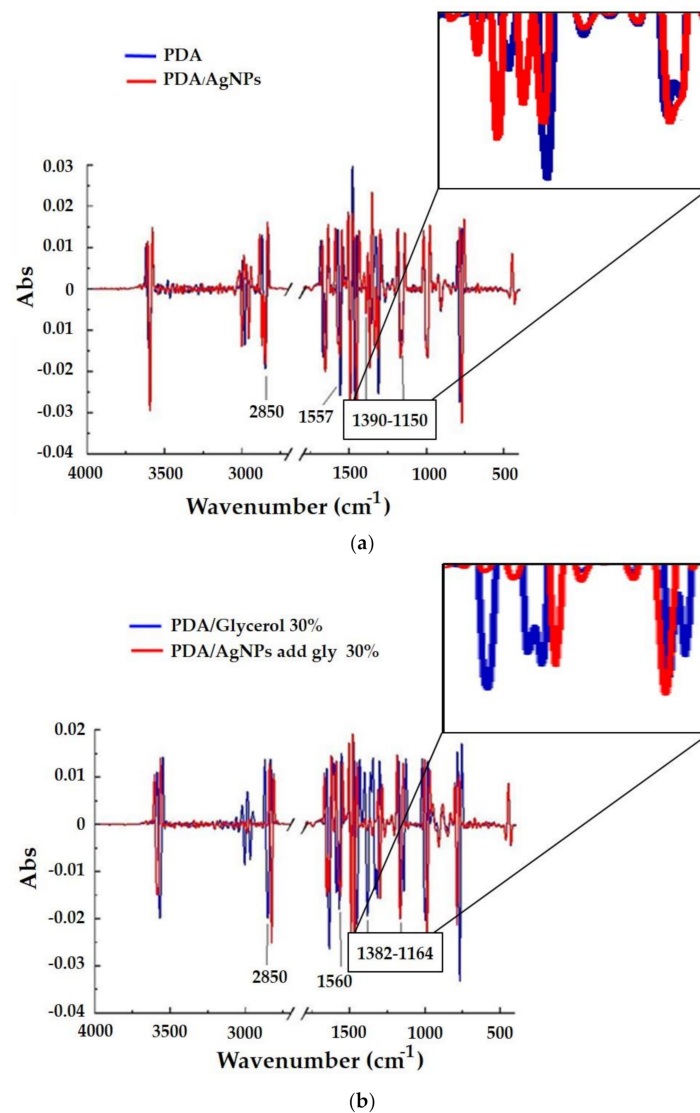 PDA
PDA/AgNPs
0.03
0.02
0.01
0
0.01
-0.02
-0.03
-0.04
Abs
2850
1557
1390-1150
4000 3500 3000 1500 1000 500
Wavenumber (cm-1)
(a)
PDA/Glycerol 30%
PDA/AgNPs add gly 30%
0.02
0.01
0
-0.01
-0.02
-0.03
-0.04
Abs
2850
1560
1382-1164
4000 3500 3000 1500 1000 500
Wavenumber (cm-1)
(b)